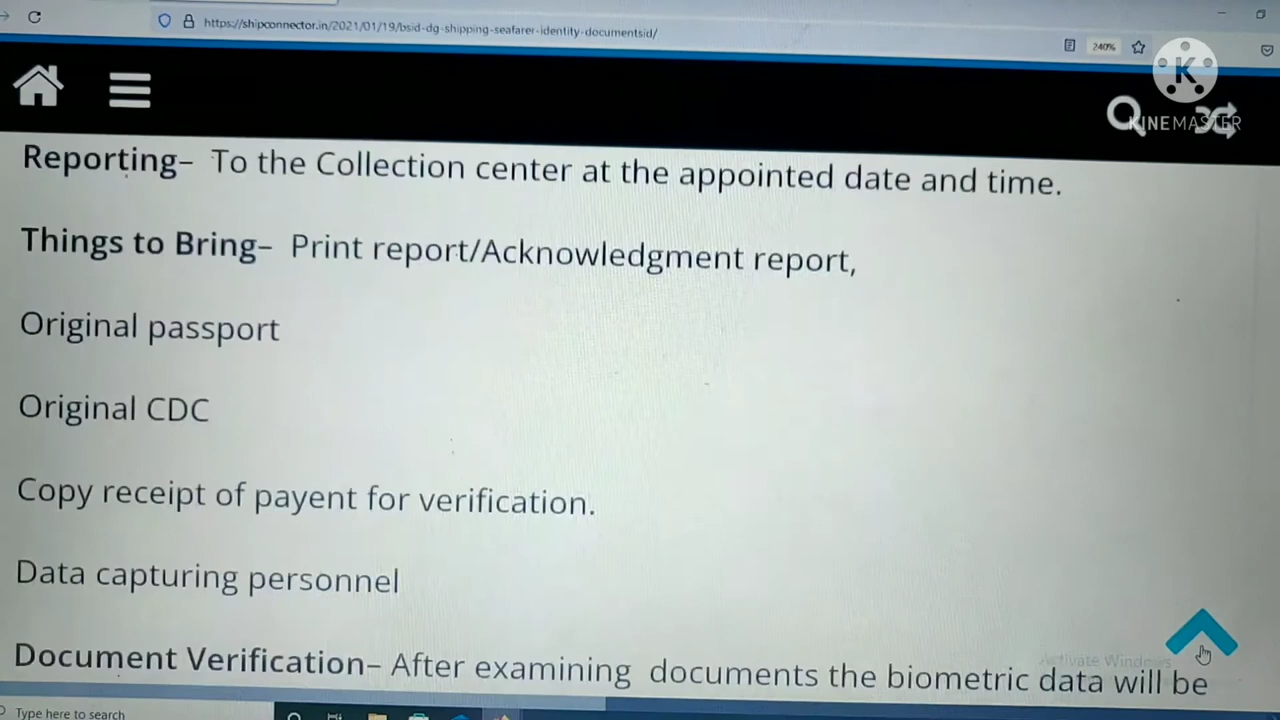 https://shipconnector.in/2021/01/19/bsid-dg-shipping-seafarer-identity-documentsid/
240%
K
KINEMASTER
Reporting– To the Collection center at the appointed date and time.
Things to Bring– Print report/Acknowledgment report,
Original passport
Original CDC
Copy receipt of payent for verification.
Data capturing personnel
Document Verification– After examining documents the biometric data will be
Activate Windows
Type here to search